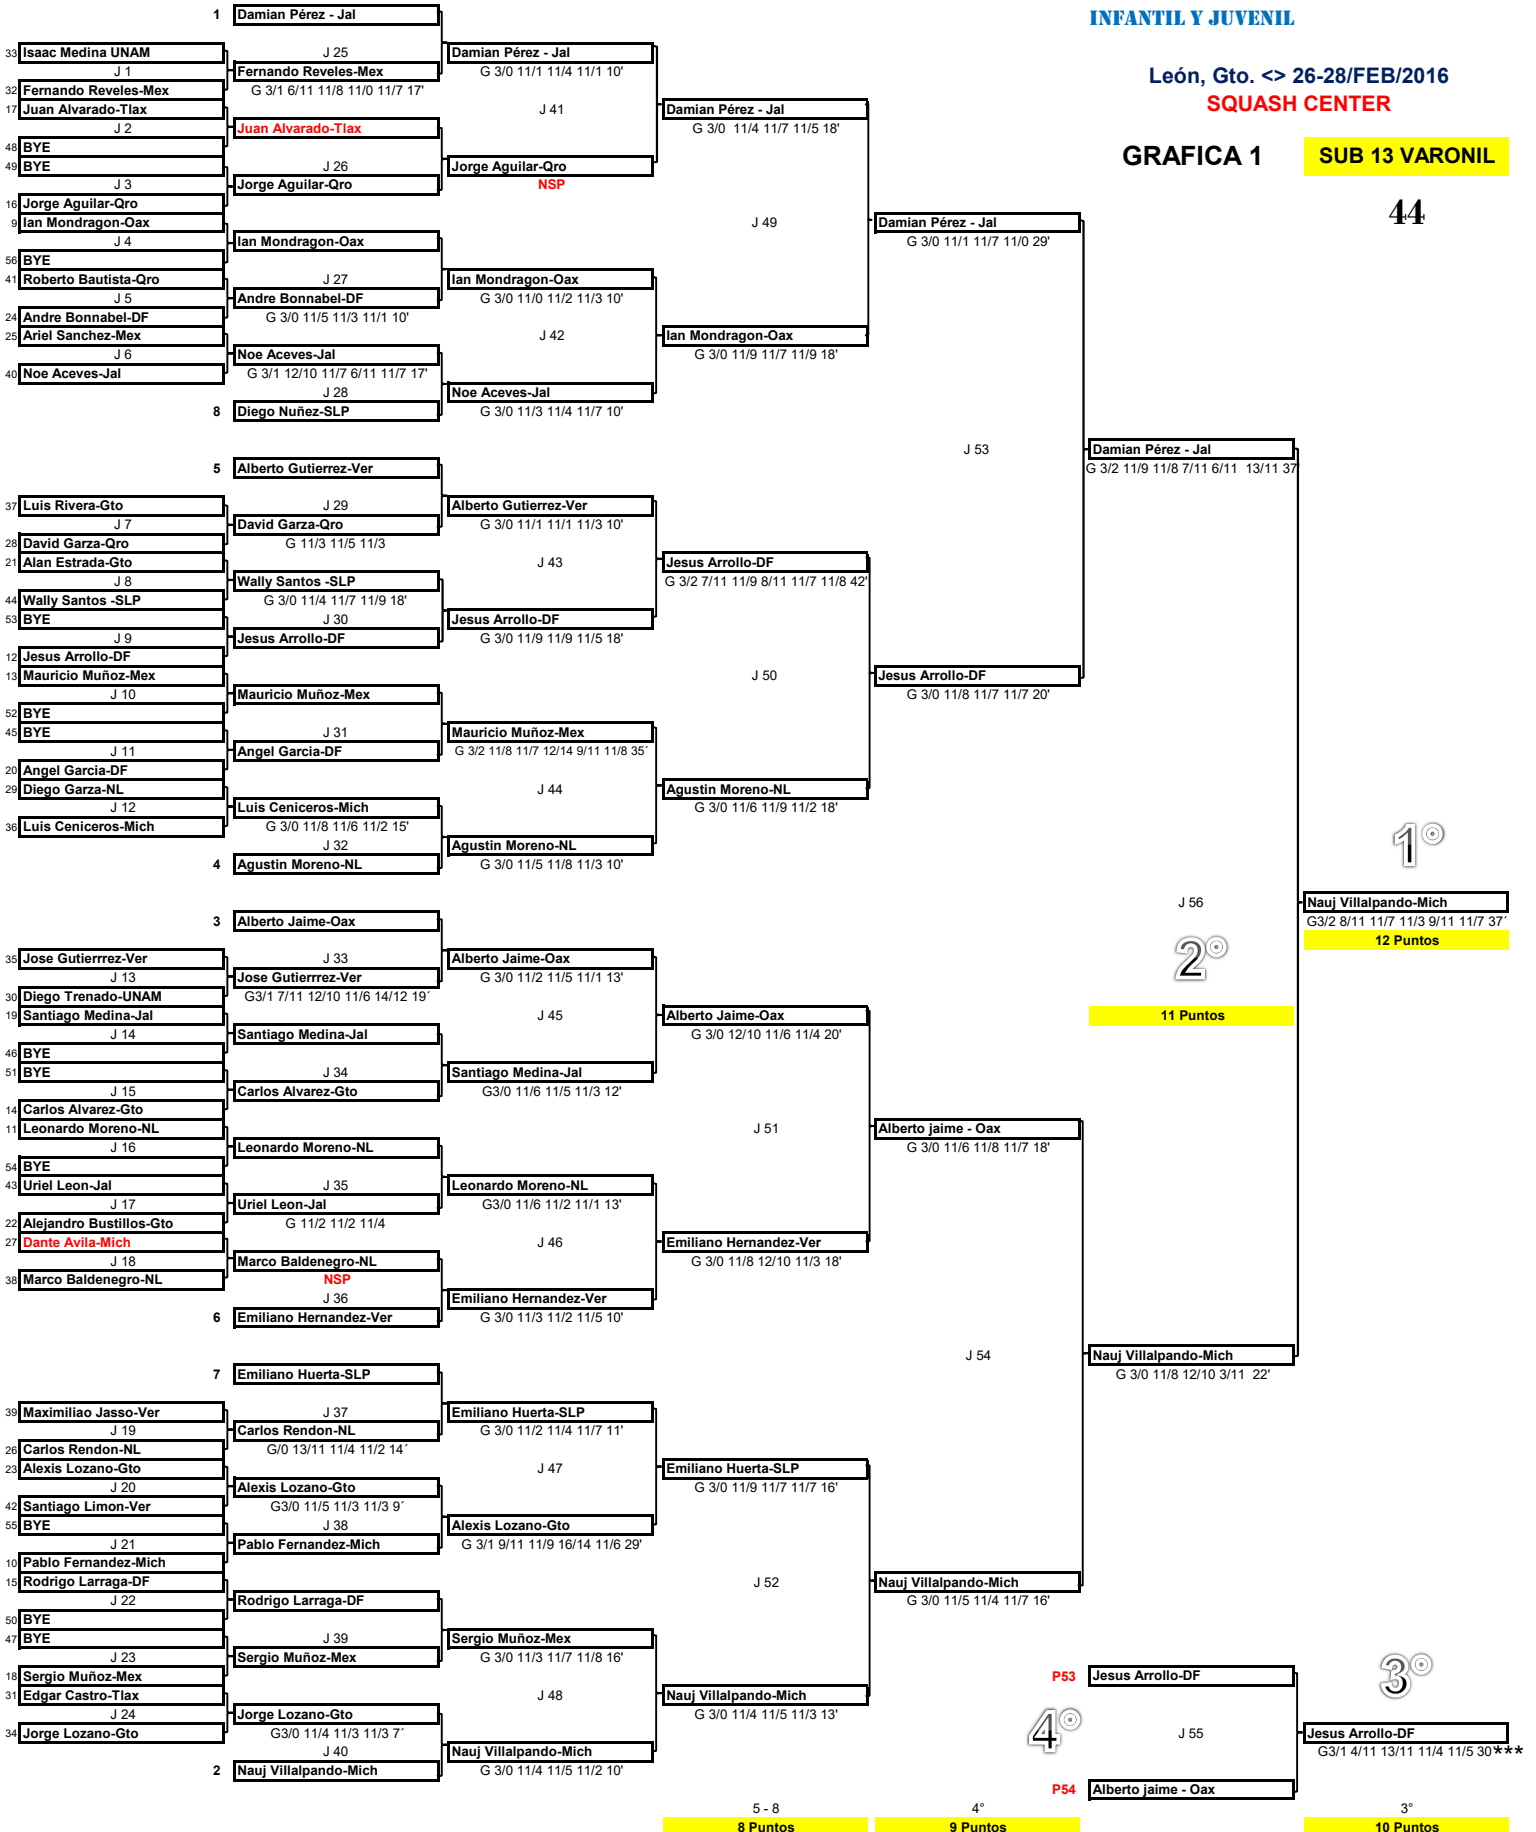 INFANTIL Y JUVENIL
León, Gto. <> 26-28/FEB/2016
SQUASH CENTER
GRAFICA 1
SUB 13 VARONIL
44
1 Damian Pérez - Jal
33 Isaac Medina UNAM
J 1
32 Fernando Reveles-Mex
17 Juan Alvarado-Tlax
J 2
48 BYE
49 BYE
J 3
16 Jorge Aguilar-Qro
9 Ian Mondragon-Oax
J 4
56 BYE
41 Roberto Bautista-Qro
J 5
24 Andre Bonnabel-DF
25 Ariel Sanchez-Mex
J 6
40 Noe Aceves-Jal
J 25
Fernando Reveles-Mex
G 3/1 6/11 11/8 11/0 11/7 17'
Juan Alvarado-Tlax
J 26
Jorge Aguilar-Qro
Ian Mondragon-Oax
J 27
Andre Bonnabel-DF
G 3/0 11/5 11/3 11/1 10'
Noe Aceves-Jal
G 3/1 12/10 11/7 6/11 11/7 17'
J 28
8 Diego Nuñez-SLP
Damian Pérez - Jal
G 3/0 11/1 11/4 11/1 10'
J 41
Jorge Aguilar-Qro
NSP
Ian Mondragon-Oax
G 3/0 11/0 11/2 11/3 10'
J 42
Noe Aceves-Jal
G 3/0 11/3 11/4 11/7 10'
Damian Pérez - Jal
G 3/0  11/4 11/7 11/5 18'
J 49
Ian Mondragon-Oax
G 3/0 11/9 11/7 11/9 18'
Damian Pérez - Jal
G 3/0 11/1 11/7 11/0 29'
5 Alberto Gutierrez-Ver
37 Luis Rivera-Gto
J 7
28 David Garza-Qro
21 Alan Estrada-Gto
J 8
44 Wally Santos -SLP
53 BYE
J 9
12 Jesus Arrollo-DF
13 Mauricio Muñoz-Mex
J 10
52 BYE
45 BYE
J 11
20 Angel Garcia-DF
29 Diego Garza-NL
J 12
36 Luis Ceniceros-Mich
J 29
David Garza-Qro
G 11/3 11/5 11/3
Wally Santos -SLP
G 3/0 11/4 11/7 11/9 18'
J 30
Jesus Arrollo-DF
Mauricio Muñoz-Mex
J 31
Angel Garcia-DF
Luis Ceniceros-Mich
G 3/0 11/8 11/6 11/2 15'
J 32
4 Agustin Moreno-NL
Alberto Gutierrez-Ver
G 3/0 11/1 11/1 11/3 10'
J 43
Jesus Arrollo-DF
G 3/0 11/9 11/9 11/5 18'
Mauricio Muñoz-Mex
G 3/2 11/8 11/7 12/14 9/11 11/8 35´
J 44
Agustin Moreno-NL
G 3/0 11/5 11/8 11/3 10'
Jesus Arrollo-DF
G 3/2 7/11 11/9 8/11 11/7 11/8 42'
J 50
Agustin Moreno-NL
G 3/0 11/6 11/9 11/2 18'
J 53
Jesus Arrollo-DF
G 3/0 11/8 11/7 11/7 20'
Damian Pérez - Jal
G 3/2 11/9 11/8 7/11 6/11  13/11 37'
3 Alberto Jaime-Oax
35 Jose Gutierrrez-Ver
J 13
30 Diego Trenado-UNAM
19 Santiago Medina-Jal
J 14
46 BYE
51 BYE
J 15
14 Carlos Alvarez-Gto
11 Leonardo Moreno-NL
J 16
54 BYE
43 Uriel Leon-Jal
J 17
22 Alejandro Bustillos-Gto
27 Dante Avila-Mich
J 18
38 Marco Baldenegro-NL
J 33
Jose Gutierrrez-Ver
G3/1 7/11 12/10 11/6 14/12 19´
Santiago Medina-Jal
J 34
Carlos Alvarez-Gto
Leonardo Moreno-NL
J 35
Uriel Leon-Jal
G 11/2 11/2 11/4
Marco Baldenegro-NL
NSP
J 36
6 Emiliano Hernandez-Ver
Alberto Jaime-Oax
G 3/0 11/2 11/5 11/1 13'
J 45
Santiago Medina-Jal
G3/0 11/6 11/5 11/3 12'
Leonardo Moreno-NL
G3/0 11/6 11/2 11/1 13'
J 46
Emiliano Hernandez-Ver
G 3/0 11/3 11/2 11/5 10'
Alberto Jaime-Oax
G 3/0 12/10 11/6 11/4 20'
J 51
Emiliano Hernandez-Ver
G 3/0 11/8 12/10 11/3 18'
Alberto jaime - Oax
G 3/0 11/6 11/8 11/7 18'
7 Emiliano Huerta-SLP
39 Maximiliao Jasso-Ver
J 19
26 Carlos Rendon-NL
23 Alexis Lozano-Gto
J 20
42 Santiago Limon-Ver
55 BYE
J 21
10 Pablo Fernandez-Mich
15 Rodrigo Larraga-DF
J 22
50 BYE
47 BYE
J 23
18 Sergio Muñoz-Mex
31 Edgar Castro-Tlax
J 24
34 Jorge Lozano-Gto
J 37
Carlos Rendon-NL
G/0 13/11 11/4 11/2 14´
Alexis Lozano-Gto
G3/0 11/5 11/3 11/3 9´
J 38
Pablo Fernandez-Mich
Rodrigo Larraga-DF
J 39
Sergio Muñoz-Mex
Jorge Lozano-Gto
G3/0 11/4 11/3 11/3 7´
J 40
2 Nauj Villalpando-Mich
Emiliano Huerta-SLP
G 3/0 11/2 11/4 11/7 11'
J 47
Alexis Lozano-Gto
G 3/1 9/11 11/9 16/14 11/6 29'
Sergio Muñoz-Mex
G 3/0 11/3 11/7 11/8 16'
J 48
Nauj Villalpando-Mich
G 3/0 11/4 11/5 11/2 10'
Emiliano Huerta-SLP
G 3/0 11/9 11/7 11/7 16'
J 52
Nauj Villalpando-Mich
G 3/0 11/4 11/5 11/3 13'
J 54
Nauj Villalpando-Mich
G 3/0 11/5 11/4 11/7 16'
Nauj Villalpando-Mich
G 3/0 11/8 12/10 3/11  22'
J 56
2°
11 Puntos
1°
Nauj Villalpando-Mich
G3/2 8/11 11/7 11/3 9/11 11/7 37´
12 Puntos
P53 Jesus Arrollo-DF
4°
J 55
P54 Alberto jaime - Oax
3°
Jesus Arrollo-DF
G3/1 4/11 13/11 11/4 11/5 30***
5 - 8
8 Puntos
4°
9 Puntos
3°
10 Puntos